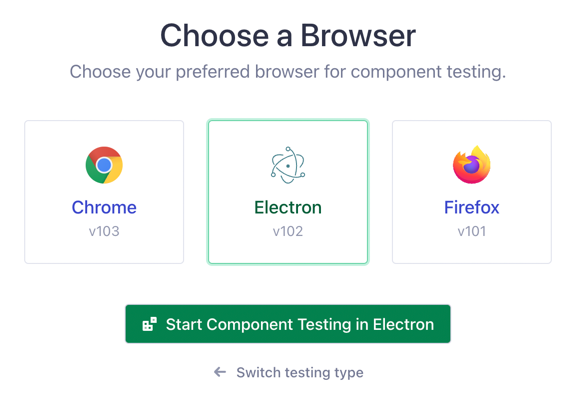 Choose a Browser
Choose your preferred browser for component testing.
Chrome
v103
Electron
v102
Firefox
v101
Start Component Testing in Electron
Switch testing type